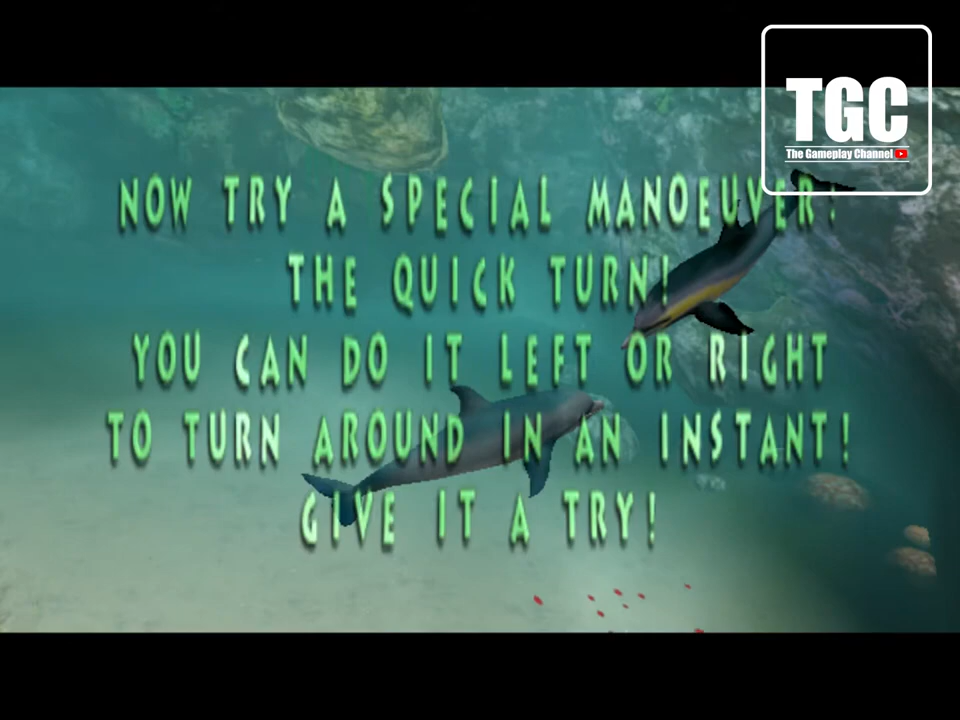 TGC
The Gameplay Channel
NOW TRY A SPECIAL MANOEUVER!
THE QUICK TURN!
YOU CAN DO IT LEFT OR RIGHT
TO TURN AROUND IN AN INSTANT!
GIVE IT A TRY!